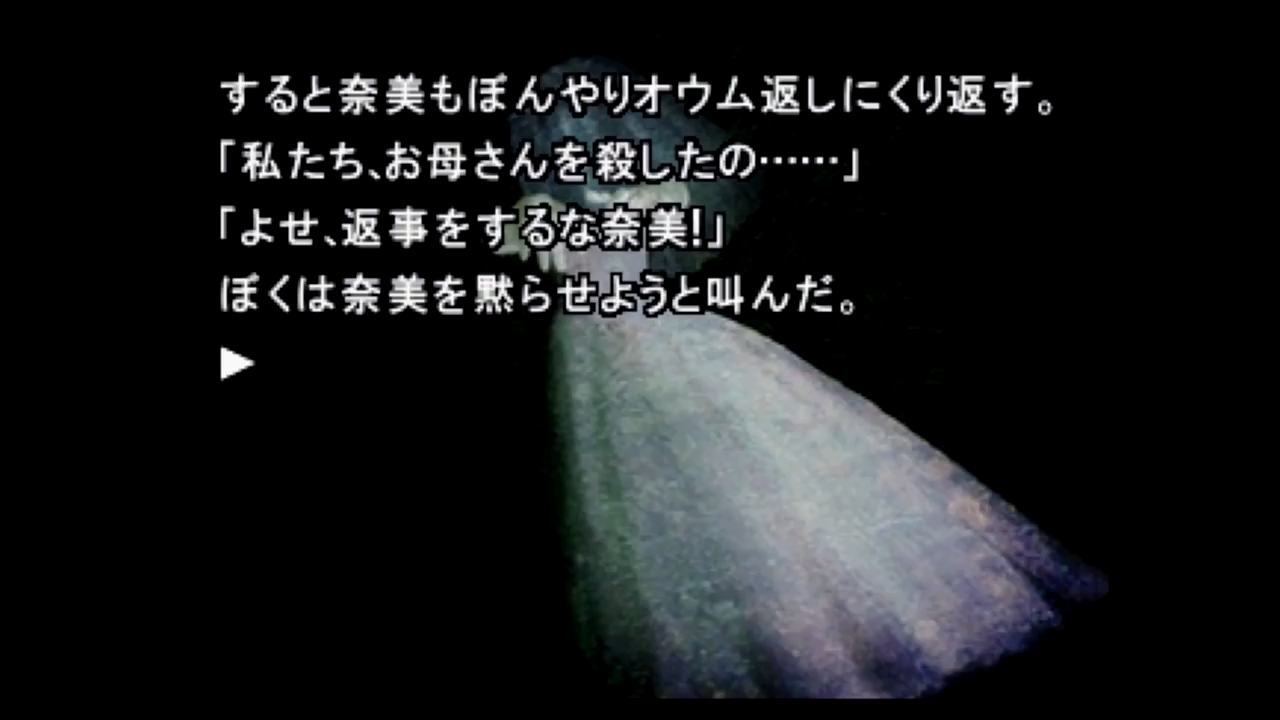 すると奈美もぼんやりオウム返しにくり返す。
「私たち、お母さんを殺したの……」
「よせ、返事をするな奈美!」
ぼくは奈美を黙らせようと叫んだ。